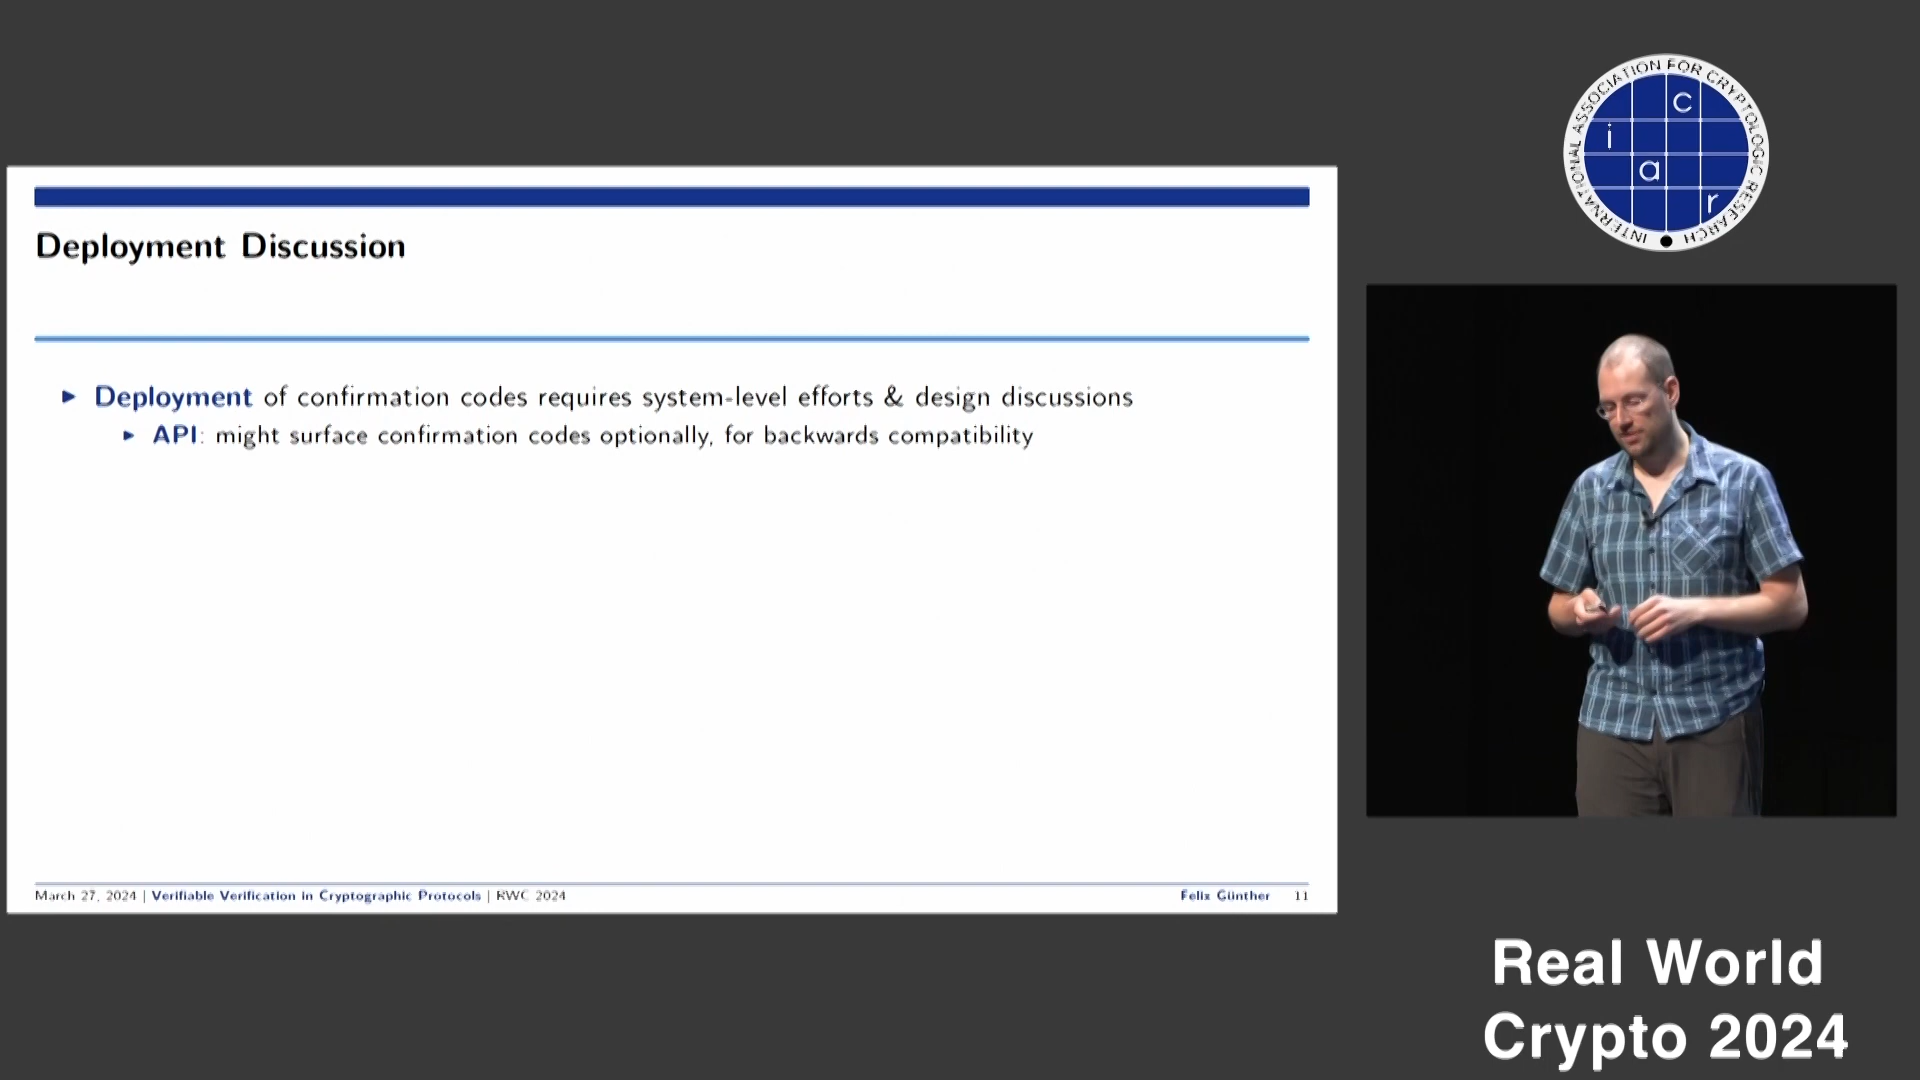 INTERNATIONAL ASSOCIATION FOR CRYPTOLOGIC RESEARCH
i a c r
Deployment Discussion
▸ Deployment of confirmation codes requires system-level efforts & design discussions
▸ API: might surface confirmation codes optionally, for backwards compatibility
March 27, 2024 | Verifiable Verification in Cryptographic Protocols | RWC 2024
Felix Günther 11
Real World
Crypto 2024